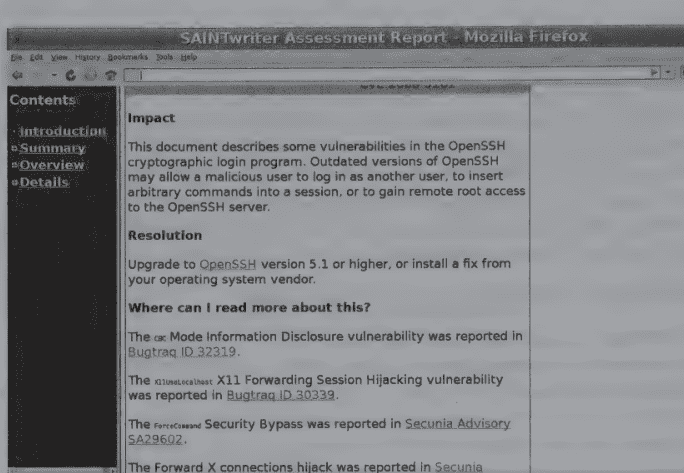 SAINTwriter Assessment Report - Mozilla Firefox
File Edit View History Bookmarks Tools Help
Contents
Introduction
Summary
Overview
Details
Impact
This document describes some vulnerabilities in the OpenSSH
cryptographic login program. Outdated versions of OpenSSH
may allow a malicious user to log in as another user, to insert
arbitrary commands into a session, or to gain remote root access
to the OpenSSH server.
Resolution
Upgrade to OpenSSH version 5.1 or higher, or install a fix from
your operating system vendor.
Where can I read more about this?
The CBC Mode Information Disclosure vulnerability was reported in
Bugtraq ID 32319.
The X11UseLocalhost X11 Forwarding Session Hijacking vulnerability
was reported in Bugtraq ID 30339.
The ForceCommand Security Bypass was reported in Secunia Advisory
SA29602.
The Forward X connections hijack was reported in Secunia